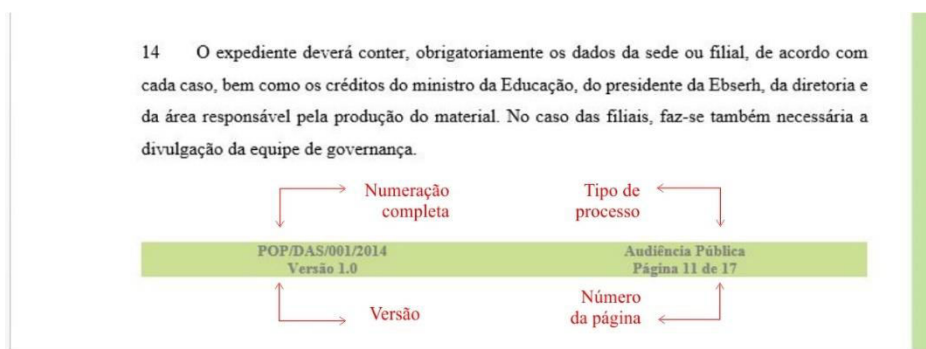 14 O expediente deverá conter, obrigatoriamente os dados da sede ou filial, de acordo com
cada caso, bem como os créditos do ministro da Educação, do presidente da Ebserh, da diretoria e
da área responsável pela produção do material. No caso das filiais, faz-se também necessária a
divulgação da equipe de governança.
Numeração
completa
Tipo de
processo
POP/DAS/001/2014
Versão 1.0
Audiência Pública
Página 11 de 17
Versão
Número
da página